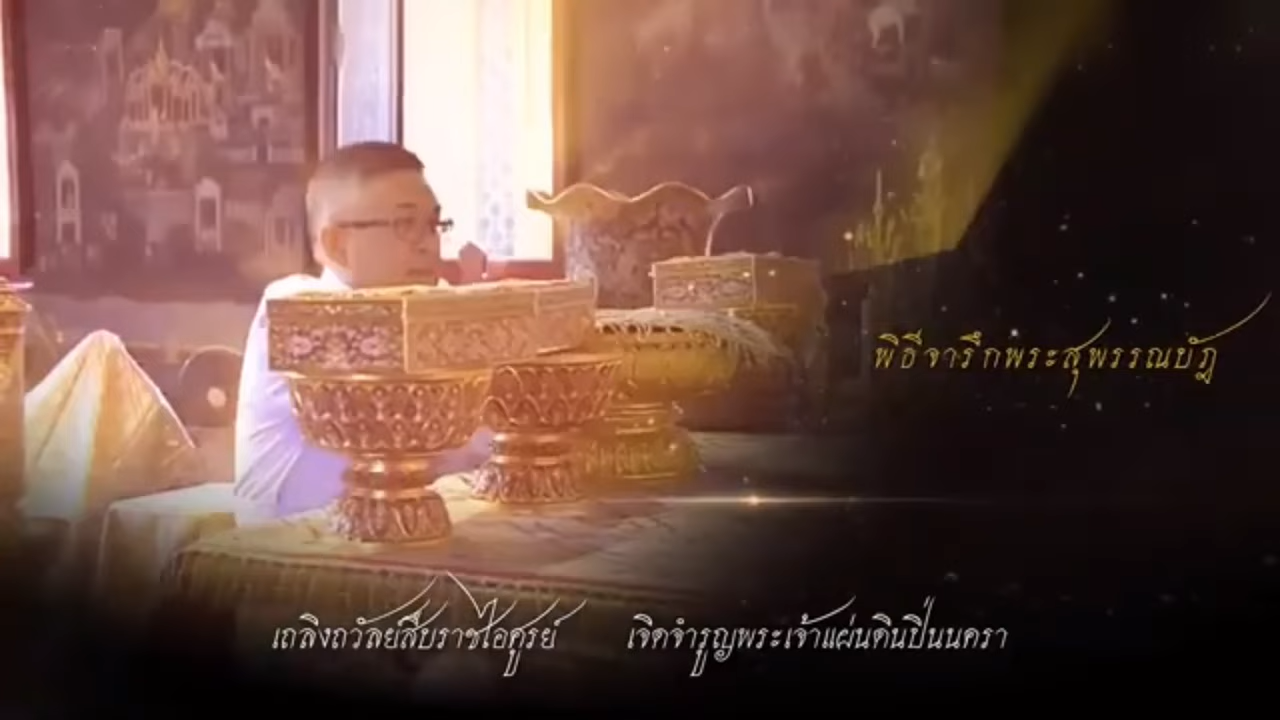 พิธีจารึกพระสุพรรณบัฏ
เถลิงถวัลยสืบราชไอศูรย์ เจิดจำรูญพระเจ้าแผ่นดินปิ่นนครา